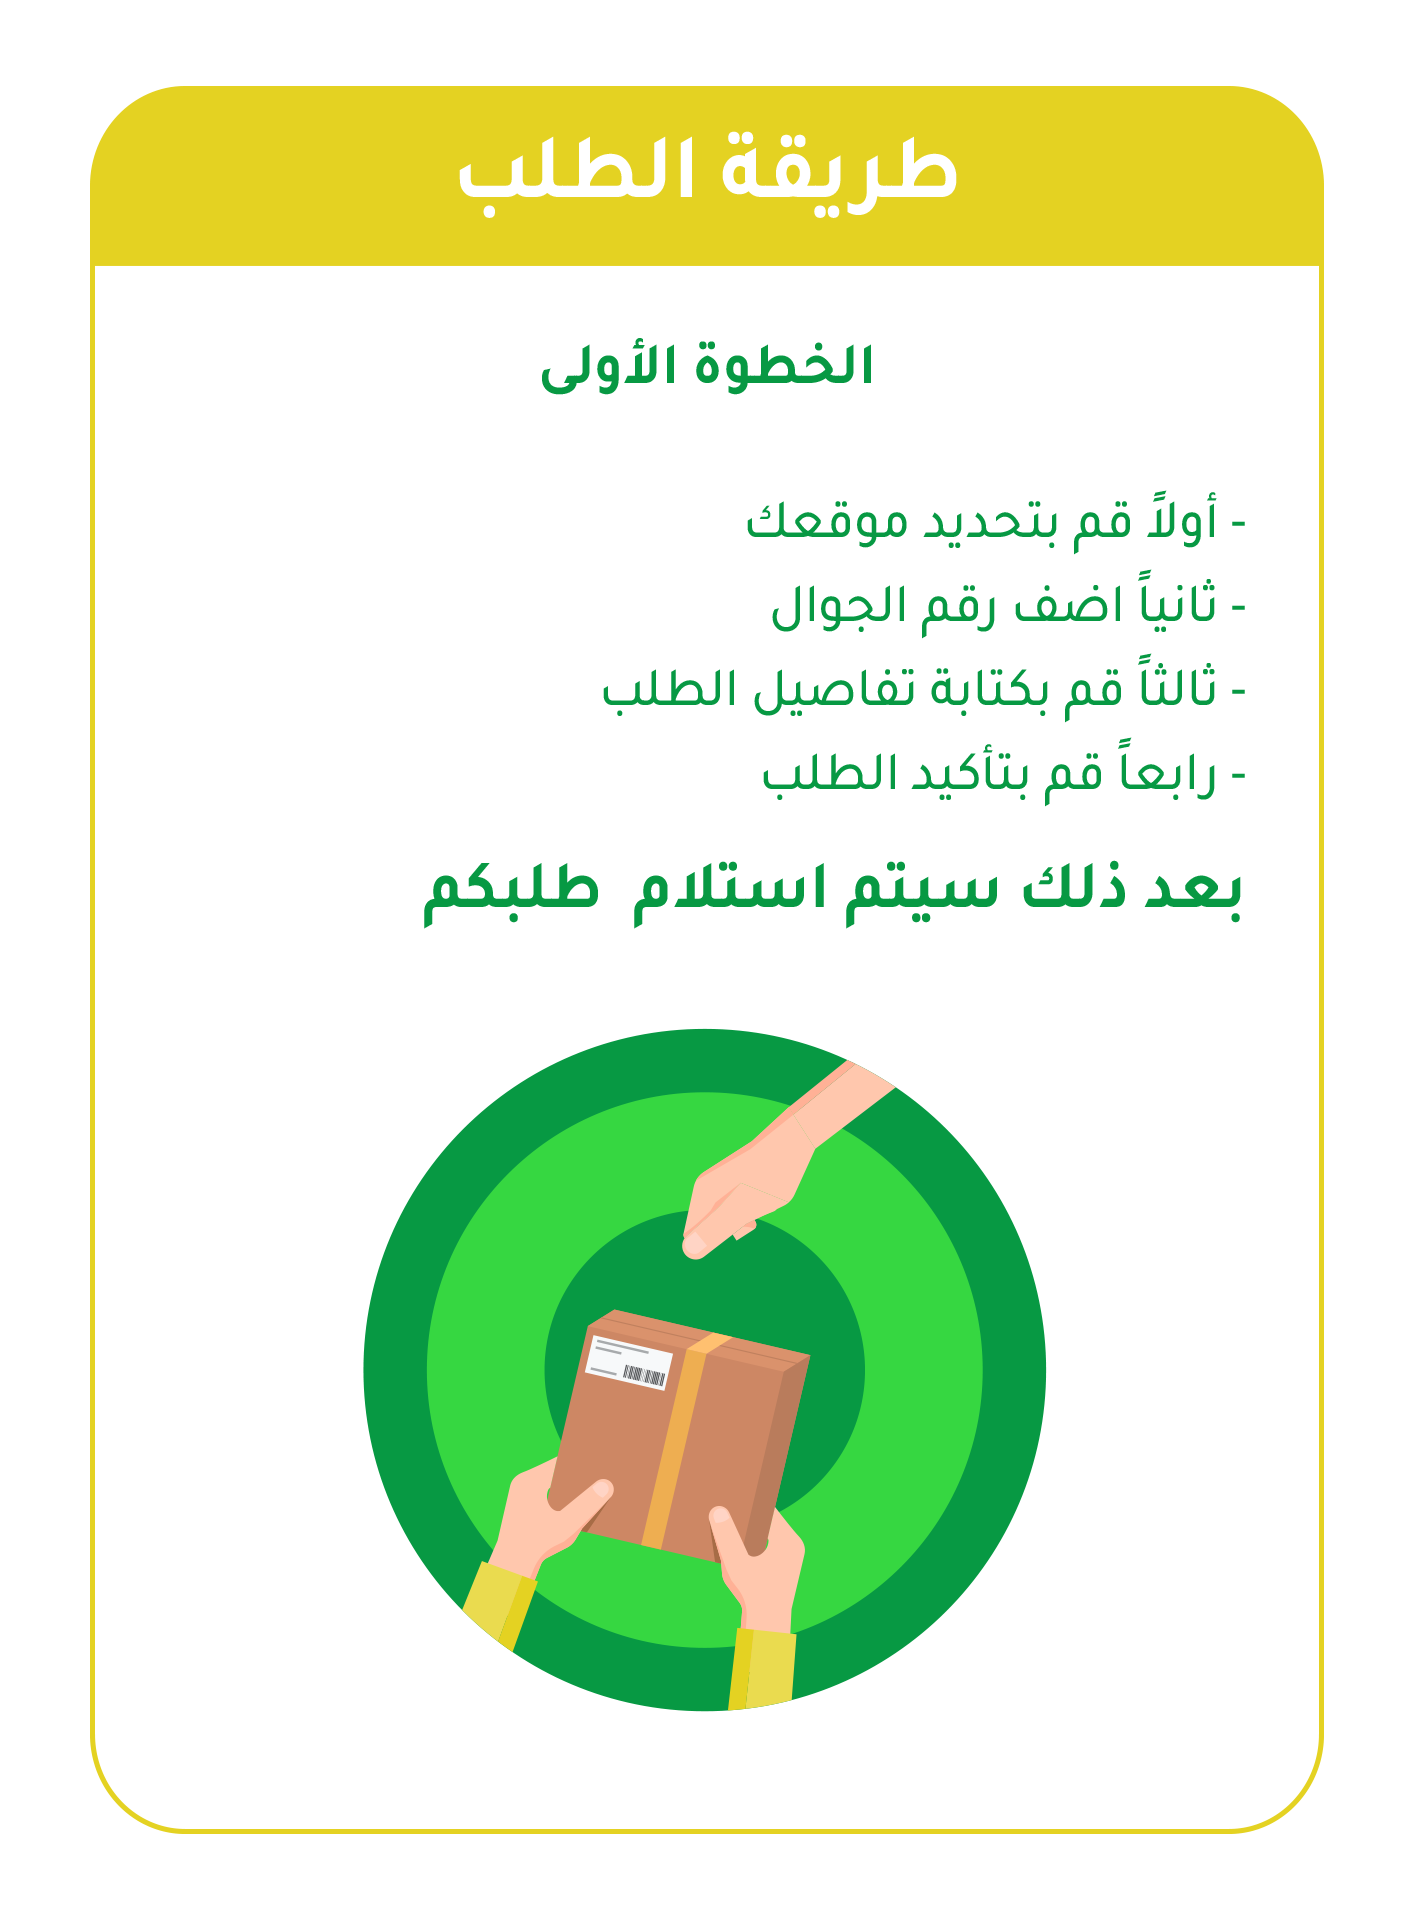 طريقة الطلب
الخطوة الأولى
- أولاً قم بتحديد موقعك
- ثانياً اضف رقم الجوال
- ثالثاً قم بكتابة تفاصيل الطلب
- رابعاً قم بتأكيد الطلب
بعد ذلك سيتم استلام  طلبكم